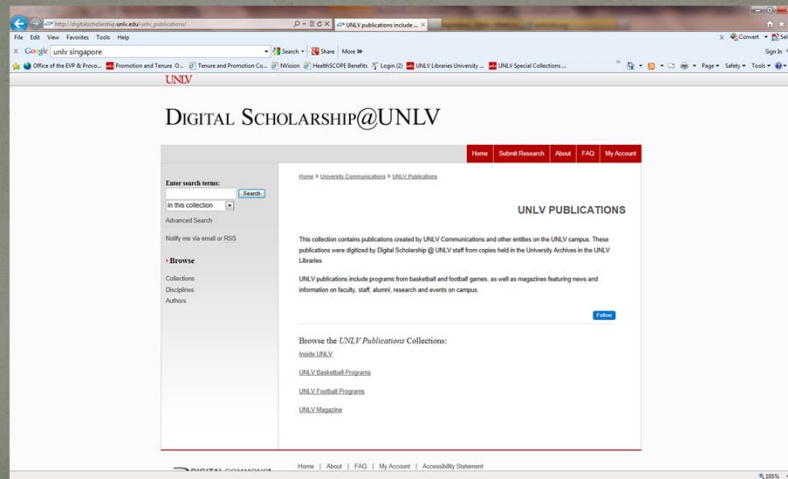 http://digitalscholarship.unlv.edu/unlv_publications/
UNLV publications include ...
File Edit View Favorites Tools Help
x Convert
x Google unlv singapore Search Share More >>
Sign In
Office of the EVP & Provo... Promotion and Tenure O... Tenure and Promotion Co... NVision HealthSCOPE Benefits Login (2) UNLV Libraries University ... UNLV Special Collections ... Page Safety Tools
UNLV
DIGITAL SCHOLARSHIP@UNLV
Home Submit Research About FAQ My Account
Enter search terms:
Search
in this collection
Advanced Search
Notify me via email or RSS
Browse
Collections
Disciplines
Authors
Home > University Communications > UNLV Publications
UNLV PUBLICATIONS
This collection contains publications created by UNLV Communications and other entities on the UNLV campus. These
publications were digitized by Digital Scholarship @ UNLV staff from copies held in the University Archives in the UNLV
Libraries
UNLV publications include programs from basketball and football games, as well as magazines featuring news and
information on faculty, staff, alumni, research and events on campus.
Follow
Browse the UNLV Publications Collections:
Inside UNLV
UNLV Basketball Programs
UNLV Football Programs
UNLV Magazine
Home | About | FAQ | My Account | Accessibility Statement
105%